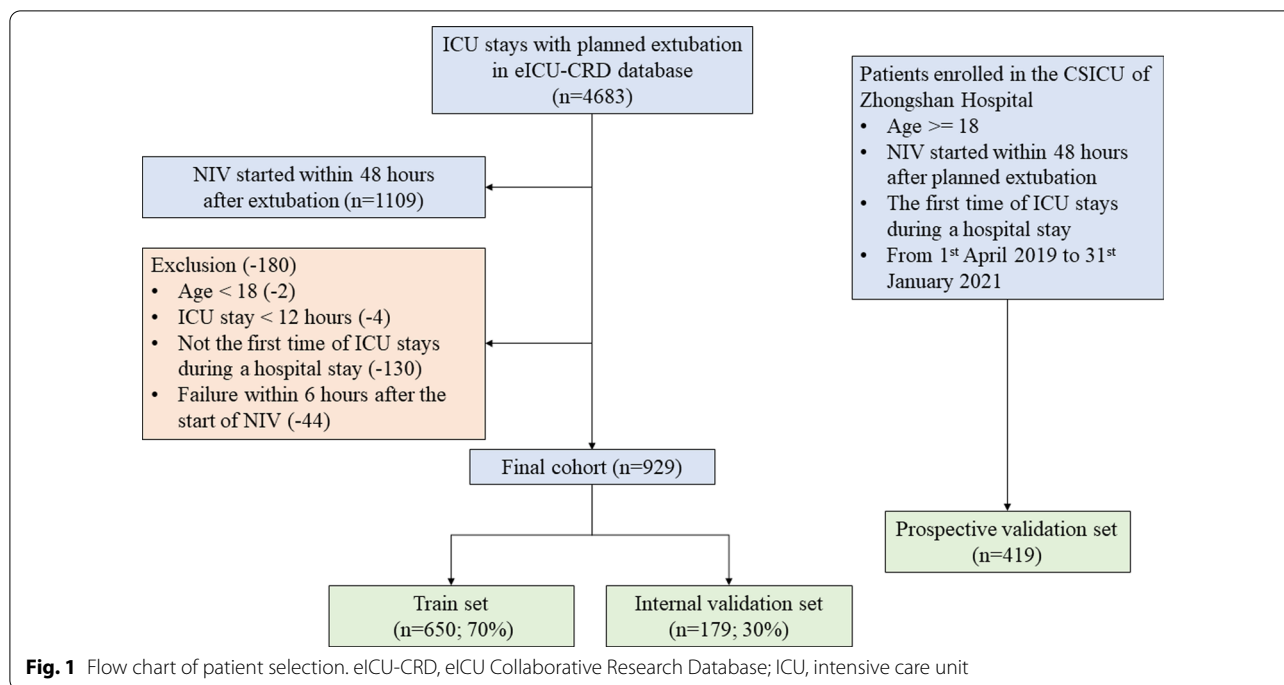 ICU stays with planned extubation
in eICU-CRD database
(n=4683)
NIV started within 48 hours
after extubation (n=1109)
Exclusion (-180)
• Age < 18 (-2)
• ICU stay < 12 hours (-4)
• Not the first time of ICU stays
during a hospital stay (-130)
• Failure within 6 hours after the
start of NIV (-44)
Final cohort (n=929)
Train set
(n=650; 70%)
Internal validation set
(n=179; 30%)
Patients enrolled in the CSICU of
Zhongshan Hospital
• Age >= 18
• NIV started within 48 hours
after planned extubation
• The first time of ICU stays
during a hospital stay
• From 1st April 2019 to 31st
January 2021
Prospective validation set
(n=419)
Fig. 1 Flow chart of patient selection. eICU-CRD, eICU Collaborative Research Database; ICU, intensive care unit